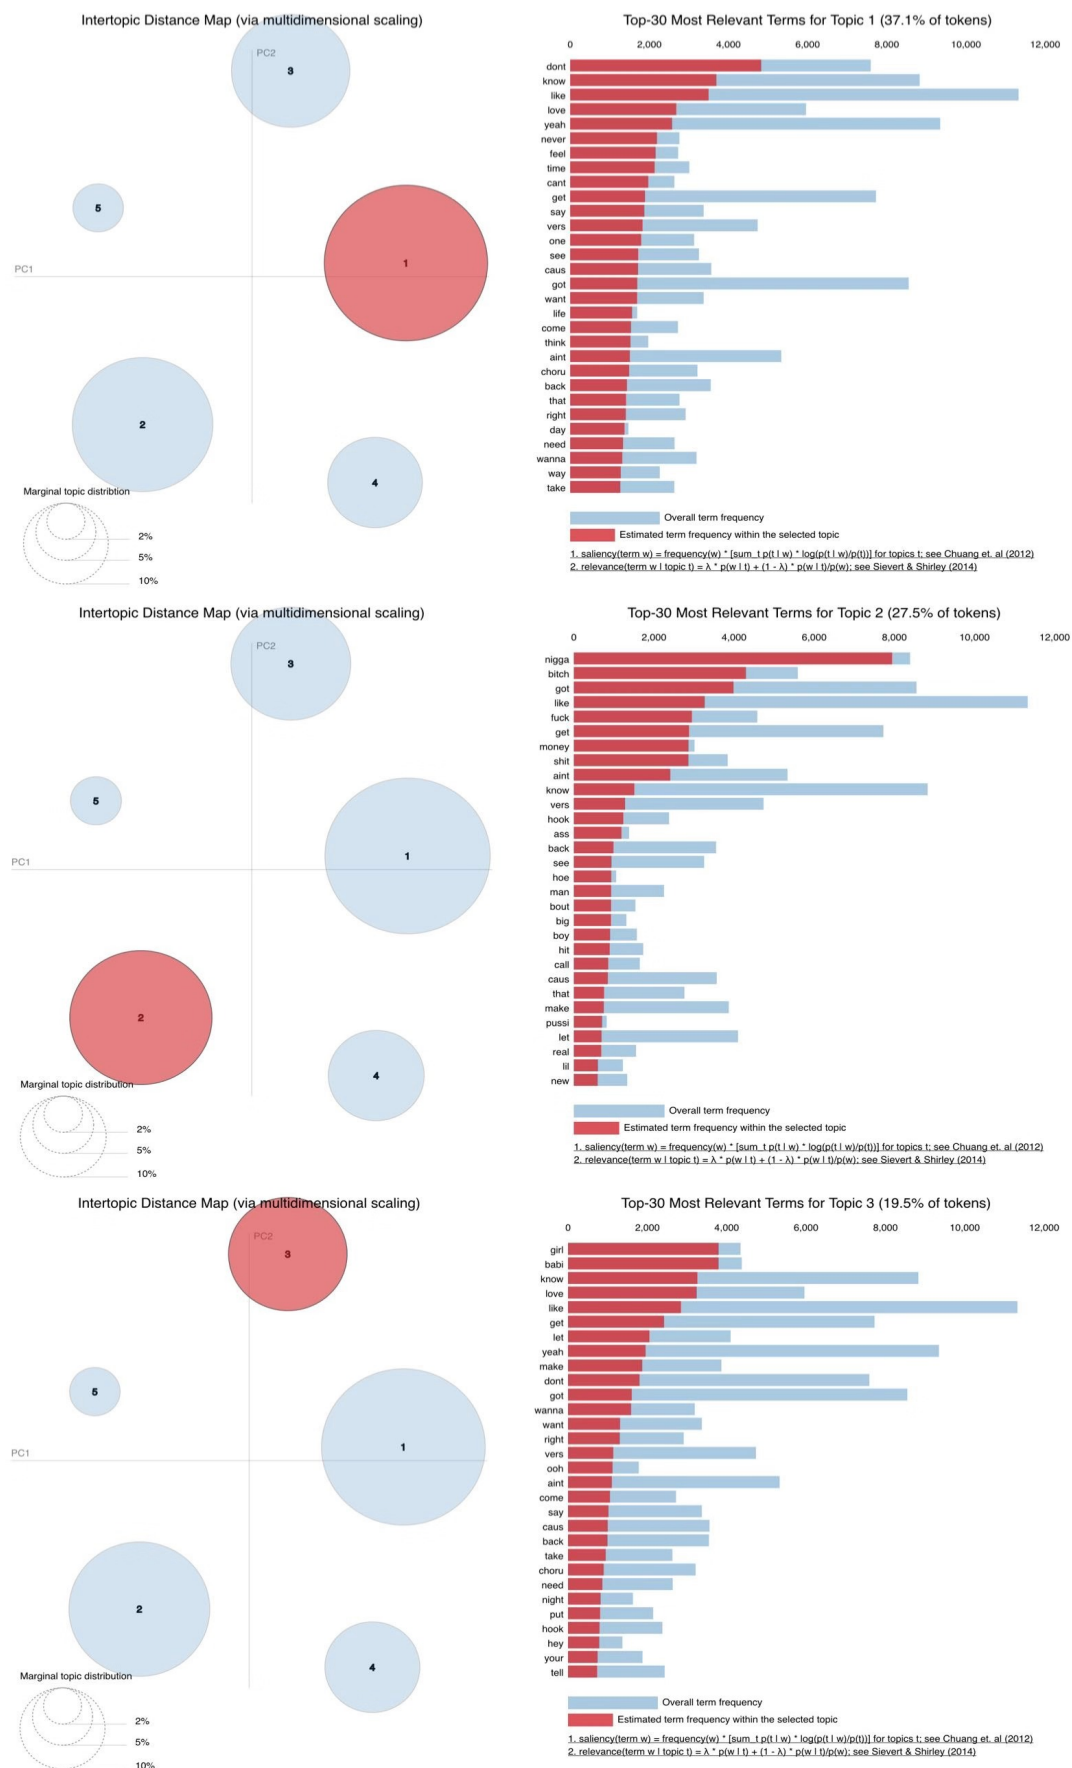 Intertopic Distance Map (via multidimensional scaling)
PC2
3
5
PC1
1
2
4
Marginal topic distribtion
2%
5%
10%
Top-30 Most Relevant Terms for Topic 1 (37.1% of tokens)
0 2,000 4,000 6,000 8,000 10,000 12,000
dont
know
like
love
yeah
never
feel
time
cant
get
say
vers
one
see
caus
got
want
life
come
think
aint
choru
back
that
right
day
need
wanna
way
take
Overall term frequency
Estimated term frequency within the selected topic
1. saliency(term w) = frequency(w) * [sum_t p(t | w) * log(p(t | w)/p(t))] for topics t; see Chuang et. al (2012)
2. relevance(term w | topic t) = λ * p(w | t) + (1 - λ) * p(w | t)/p(w); see Sievert & Shirley (2014)
Intertopic Distance Map (via multidimensional scaling)
PC2
3
5
PC1
1
2
4
Marginal topic distribution
2%
5%
10%
Top-30 Most Relevant Terms for Topic 2 (27.5% of tokens)
0 2,000 4,000 6,000 8,000 10,000 12,000
nigga
bitch
got
like
fuck
get
money
shit
aint
know
vers
hook
ass
back
see
hoe
man
bout
big
boy
hit
call
caus
that
make
pussi
let
real
lil
new
Overall term frequency
Estimated term frequency within the selected topic
1. saliency(term w) = frequency(w) * [sum_t p(t | w) * log(p(t | w)/p(t))] for topics t; see Chuang et. al (2012)
2. relevance(term w | topic t) = λ * p(w | t) + (1 - λ) * p(w | t)/p(w); see Sievert & Shirley (2014)
Intertopic Distance Map (via multidimensional scaling)
PC2
3
5
PC1
1
2
4
Marginal topic distribution
2%
5%
10%
Top-30 Most Relevant Terms for Topic 3 (19.5% of tokens)
0 2,000 4,000 6,000 8,000 10,000 12,000
girl
babi
know
love
like
get
let
yeah
make
dont
got
wanna
want
right
vers
ooh
aint
come
say
caus
back
take
choru
need
night
put
hook
hey
your
tell
Overall term frequency
Estimated term frequency within the selected topic
1. saliency(term w) = frequency(w) * [sum_t p(t | w) * log(p(t | w)/p(t))] for topics t; see Chuang et. al (2012)
2. relevance(term w | topic t) = λ * p(w | t) + (1 - λ) * p(w | t)/p(w); see Sievert & Shirley (2014)